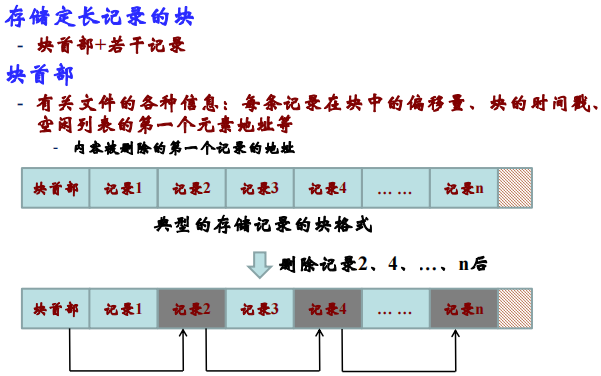 存储定长记录的块
- 块首部+若干记录
块首部
- 有关文件的各种信息：每条记录在块中的偏移量、块的时间戳、
空闲列表的第一个元素地址等
- 内容被删除的第一个记录的地址
块首部 记录1 记录2 记录3 记录4 … … 记录n
典型的存储记录的块格式
删除记录2、4、…、n后
块首部 记录1 记录2 记录3 记录4 … … 记录n